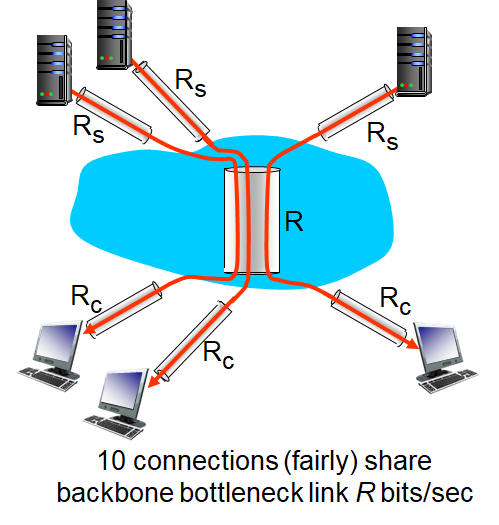 Rs
Rs
Rs
R
Rc
Rc
Rc
10 connections (fairly) share
backbone bottleneck link R bits/sec